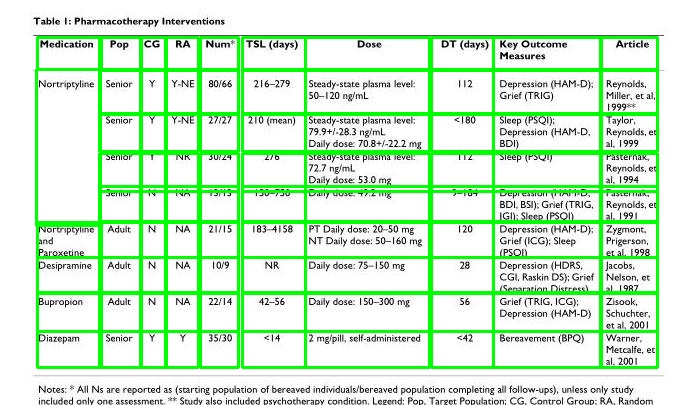 Table 1: Pharmacotherapy Interventions
Medication Pop CG RA Num* TSL (days) Dose DT (days) Key Outcome Article
Measures
Nortriptyline Senior Y Y-NE 80/66 216–279 Steady-state plasma level: 112 Depression (HAM-D); Reynolds,
50–120 ng/mL Grief (TRIG) Miller, et al,
1999**
Senior Y Y-NE 27/27 210 (mean) Steady-state plasma level: <180 Sleep (PSQI); Taylor,
79.9+/-28.3 ng/mL Depression (HAM-D, Reynolds, et
Daily dose: 70.8+/-22.2 mg BDI) al, 1999
Senior Y NR 30/24 276 Steady-state plasma level: 112 Sleep (PSQI) Pasternak,
72.7 ng/mL Reynolds, et
Daily dose: 53.0 mg al, 1994
Senior N NA 13/13 Daily dose: 49.2 mg Depression (HAM-D, Pasternak,
BDI, BSI); Grief (TRIG, Reynolds, et
IGI); Sleep (PSQI) al, 1991
Nortriptyline Adult N NA 21/15 183–4158 PT Daily dose: 20–50 mg 120 Depression (HAM-D); Zygmont,
and NT Daily dose: 50–160 mg Grief (ICG); Sleep Prigerson,
Paroxetine (PSQI) et al, 1998
Desipramine Adult N NA 10/9 NR Daily dose: 75–150 mg 28 Depression (HDRS, Jacobs,
CGI, Raskin DS); Grief Nelson, et
(Separation Distress) al, 1987
Bupropion Adult N NA 22/14 42–56 Daily dose: 150–300 mg 56 Grief (TRIG, ICG); Zisook,
Depression (HAM-D) Schuchter,
et al, 2001
Diazepam Senior Y Y 35/30 <14 2 mg/pill, self-administered <42 Bereavement (BPQ) Warner,
Metcalfe, et
al, 2001
Notes: * All Ns are reported as (starting population of bereaved individuals/bereaved population completing all follow-ups), unless only study
included only one assessment. ** Study also included psychotherapy condition. Legend: Pop, Target Population; CG, Control Group; RA, Random